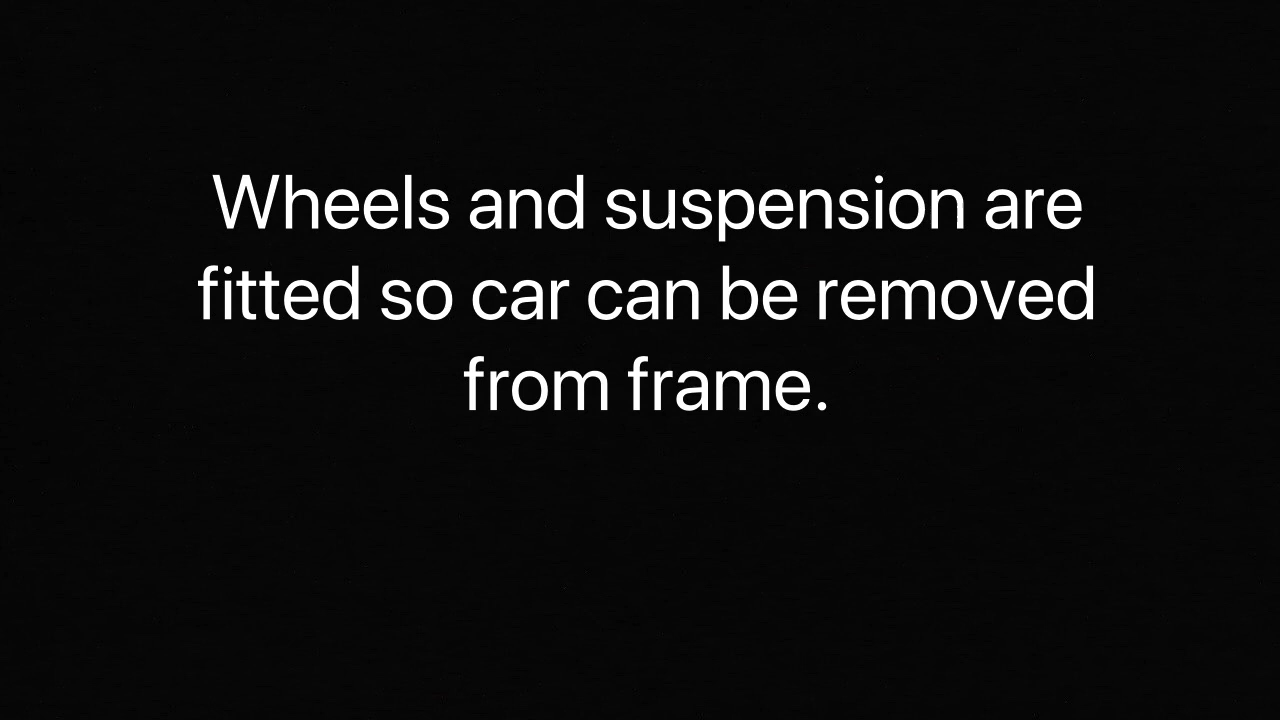 Wheels and suspension are
fitted so car can be removed
from frame.